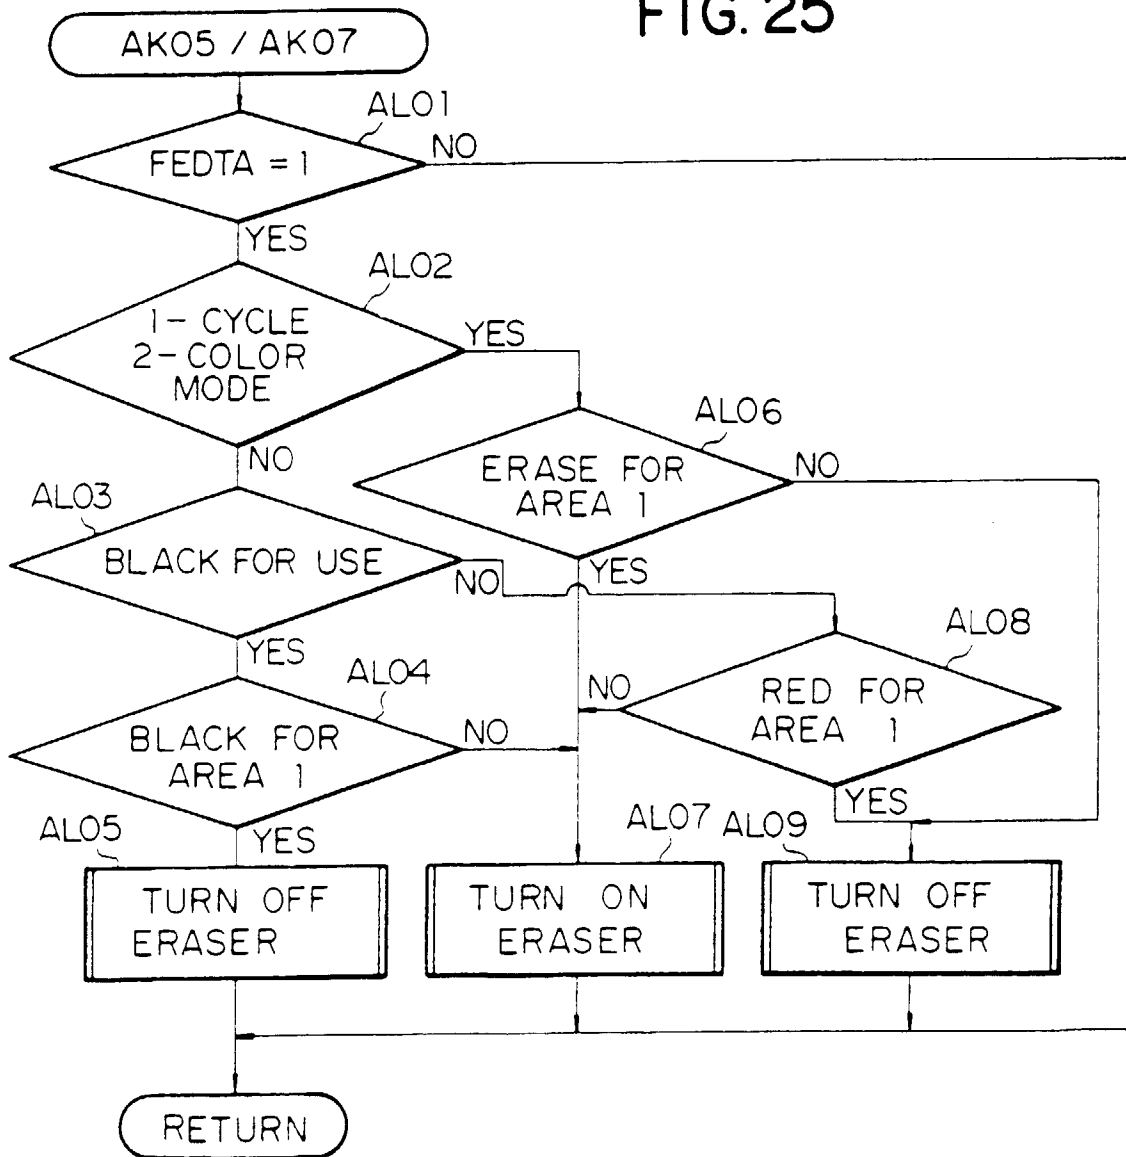 FIG. 25
AK05 / AK07
AL01
FEDTA = 1
NO
YES
AL02
1- CYCLE
2- COLOR
MODE
YES
NO
AL06
ERASE FOR
AREA 1
NO
YES
AL03
BLACK FOR USE
NO
YES
AL08
RED FOR
AREA 1
NO
YES
AL04
BLACK FOR
AREA 1
NO
YES
AL05
TURN OFF
ERASER
AL07
TURN ON
ERASER
AL09
TURN OFF
ERASER
RETURN